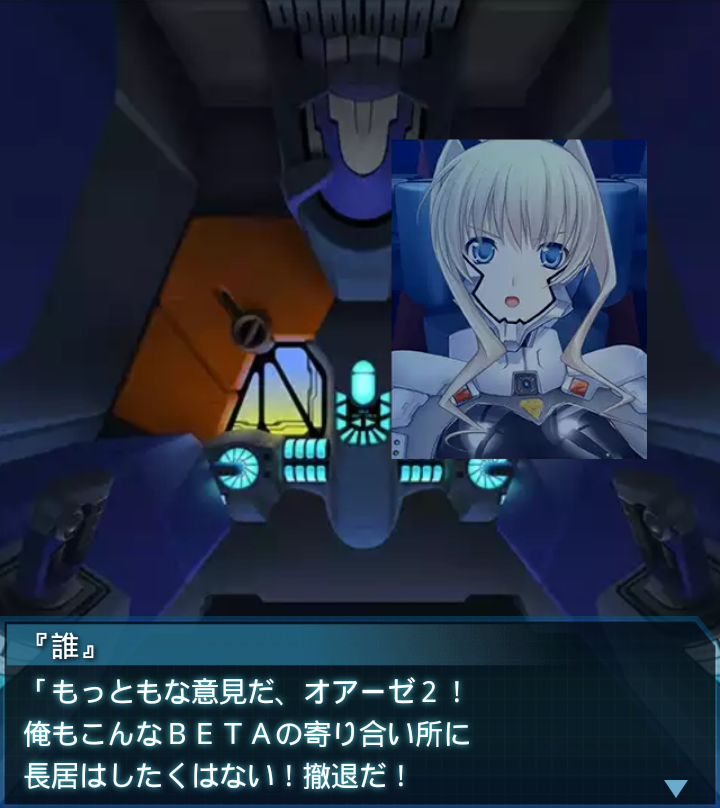 『誰』
「もっともな意見だ、オアーゼ２！
俺もこんなＢＥＴＡの寄り合い所に
長居はしたくはない！撤退だ！